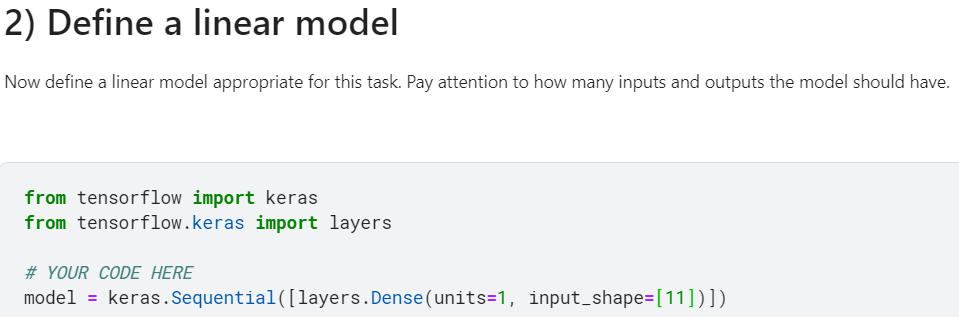 2) Define a linear model
Now define a linear model appropriate for this task. Pay attention to how many inputs and outputs the model should have.
from tensorflow import keras
from tensorflow.keras import layers
# YOUR CODE HERE
model = keras.Sequential([layers.Dense(units=1, input_shape=[11])])